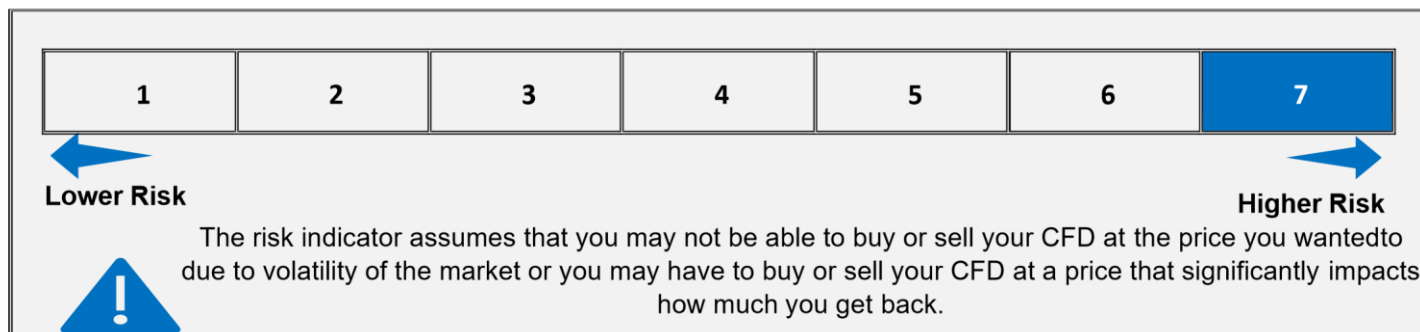 1 2 3 4 5 6 7
Lower Risk
Higher Risk
The risk indicator assumes that you may not be able to buy or sell your CFD at the price you wantedto
due to volatility of the market or you may have to buy or sell your CFD at a price that significantly impacts
how much you get back.
!